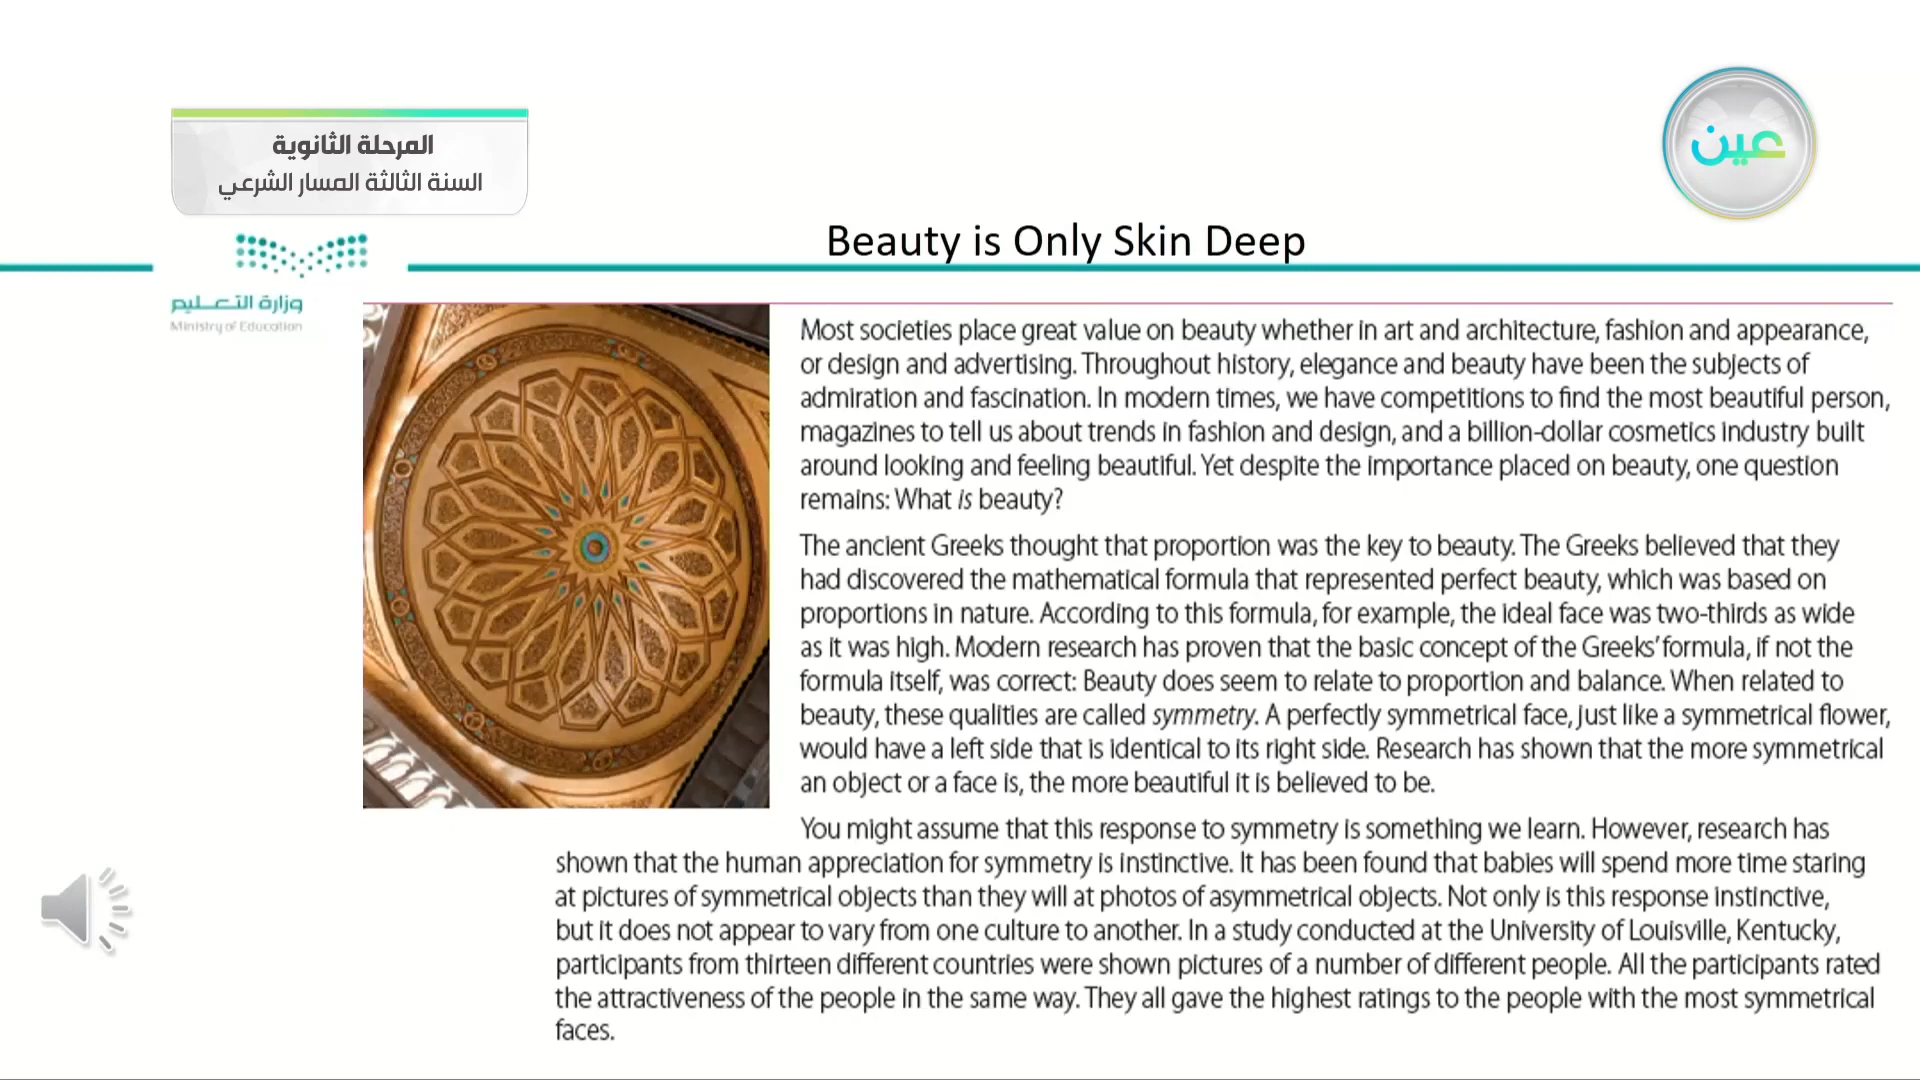 المرحلة الثانوية
السنة الثالثة المسار الشرعي
عين
Beauty is Only Skin Deep
وزارة التعليم
Ministry of Education
Most societies place great value on beauty whether in art and architecture, fashion and appearance,
or design and advertising. Throughout history, elegance and beauty have been the subjects of
admiration and fascination. In modern times, we have competitions to find the most beautiful person,
magazines to tell us about trends in fashion and design, and a billion-dollar cosmetics industry built
around looking and feeling beautiful. Yet despite the importance placed on beauty, one question
remains: What is beauty?
The ancient Greeks thought that proportion was the key to beauty. The Greeks believed that they
had discovered the mathematical formula that represented perfect beauty, which was based on
proportions in nature. According to this formula, for example, the ideal face was two-thirds as wide
as it was high. Modern research has proven that the basic concept of the Greeks' formula, if not the
formula itself, was correct: Beauty does seem to relate to proportion and balance. When related to
beauty, these qualities are called symmetry. A perfectly symmetrical face, just like a symmetrical flower,
would have a left side that is identical to its right side. Research has shown that the more symmetrical
an object or a face is, the more beautiful it is believed to be.
You might assume that this response to symmetry is something we learn. However, research has
shown that the human appreciation for symmetry is instinctive. It has been found that babies will spend more time staring
at pictures of symmetrical objects than they will at photos of asymmetrical objects. Not only is this response instinctive,
but it does not appear to vary from one culture to another. In a study conducted at the University of Louisville, Kentucky,
participants from thirteen different countries were shown pictures of a number of different people. All the participants rated
the attractiveness of the people in the same way. They all gave the highest ratings to the people with the most symmetrical
faces.